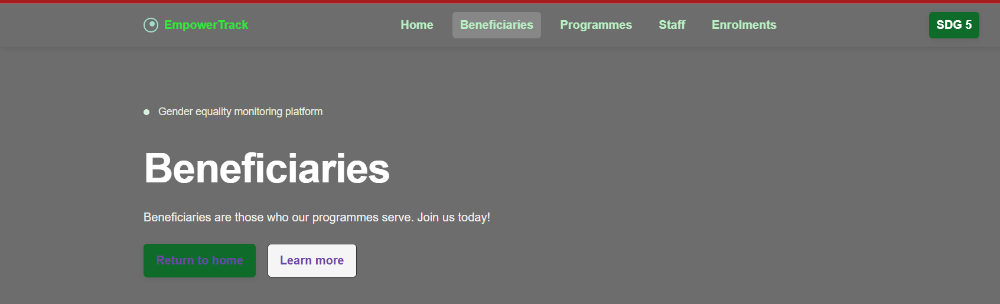 EmpowerTrack Home Beneficiaries Programmes Staff Enrolments SDG 5
Gender equality monitoring platform
Beneficiaries
Beneficiaries are those who our programmes serve. Join us today!
Return to home Learn more